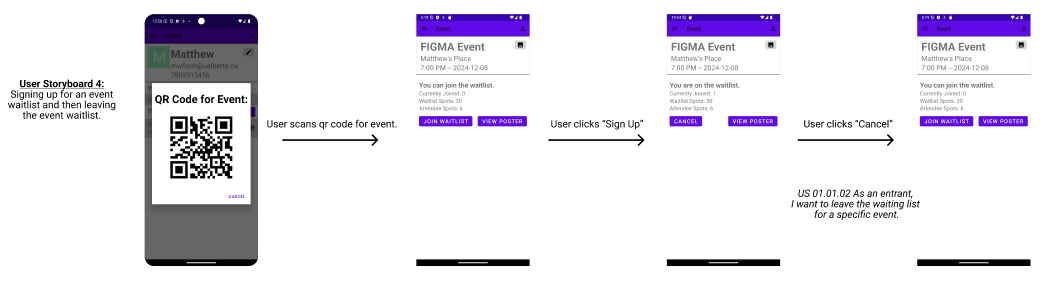 User Storyboard 4:
Signing up for an event
waitlist and then leaving
the event waitlist.
12:58
Matthew
mwfisch@ualberta.ca
7809915456
QR Code for Event:
CANCEL
User scans qr code for event.
6:19
Event
FIGMA Event
Matthew's Place
7:00 PM -- 2024-12-08
You can join the waitlist.
Currently Joined: 0
Waitlist Spots: 30
Attendee Spots: 6
JOIN WAITLIST
VIEW POSTER
User clicks “Sign Up”
10:04
Event
FIGMA Event
Matthew's Place
7:00 PM -- 2024-12-08
You are on the waitlist.
Currently Joined: 1
Waitlist Spots: 30
Attendee Spots: 6
CANCEL
VIEW POSTER
User clicks “Cancel”
US 01.01.02 As an entrant,
I want to leave the waiting list
for a specific event.
6:19
Event
FIGMA Event
Matthew's Place
7:00 PM -- 2024-12-08
You can join the waitlist.
Currently Joined: 0
Waitlist Spots: 30
Attendee Spots: 6
JOIN WAITLIST
VIEW POSTER